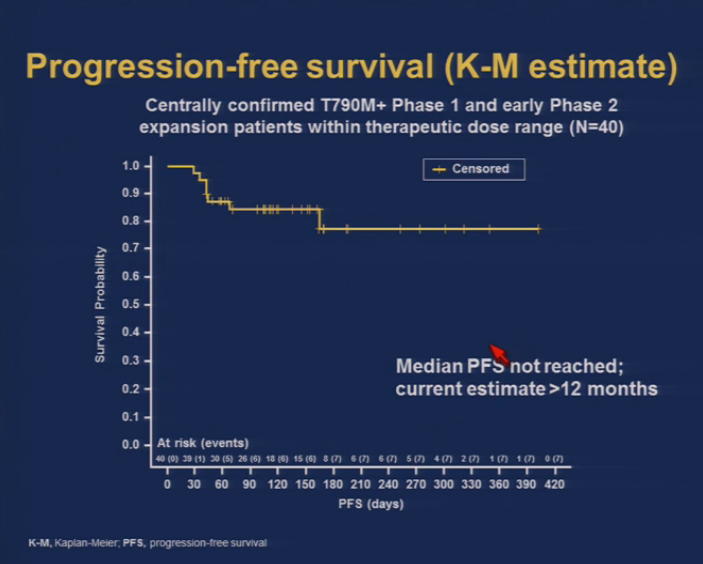 Progression-free survival (K-M estimate)
Centrally confirmed T790M+ Phase 1 and early Phase 2
expansion patients within therapeutic dose range (N=40)
Censored
1.0
0.9
0.8
0.7
0.6
0.5
0.4
0.3
0.2
0.1
0.0
Survival Probability
Median PFS not reached;
current estimate >12 months
At risk (events)
40 (0) 39 (1) 30 (5) 26 (6) 18 (6) 15 (6) 8 (7) 6 (7) 6 (7) 5 (7) 4 (7) 2 (7) 1 (7) 1 (7) 0 (7)
0 30 60 90 120 150 180 210 240 270 300 330 360 390 420
PFS (days)
K-M, Kaplan-Meier; PFS, progression-free survival